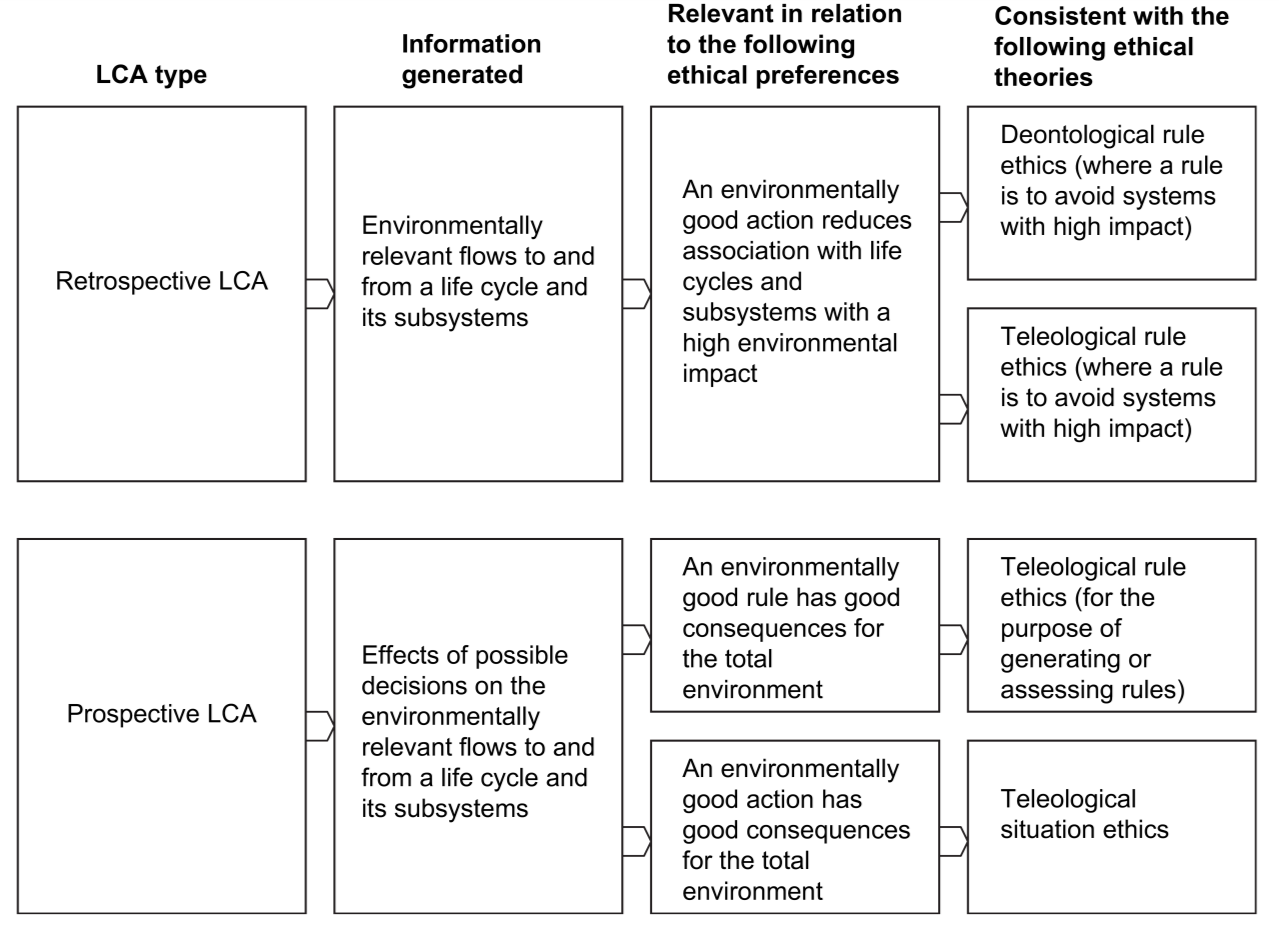 LCA type
Information
generated
Relevant in relation
to the following
ethical preferences
Consistent with the
following ethical
theories
Retrospective LCA
Environmentally
relevant flows to and
from a life cycle and
its subsystems
An environmentally
good action reduces
association with life
cycles and
subsystems with a
high environmental
impact
Deontological rule
ethics (where a rule
is to avoid systems
with high impact)
Teleological rule
ethics (where a rule
is to avoid systems
with high impact)
Prospective LCA
Effects of possible
decisions on the
environmentally
relevant flows to and
from a life cycle and
its subsystems
An environmentally
good rule has good
consequences for
the total
environment
Teleological rule
ethics (for the
purpose of
generating or
assessing rules)
An environmentally
good action has
good consequences
for the total
environment
Teleological
situation ethics